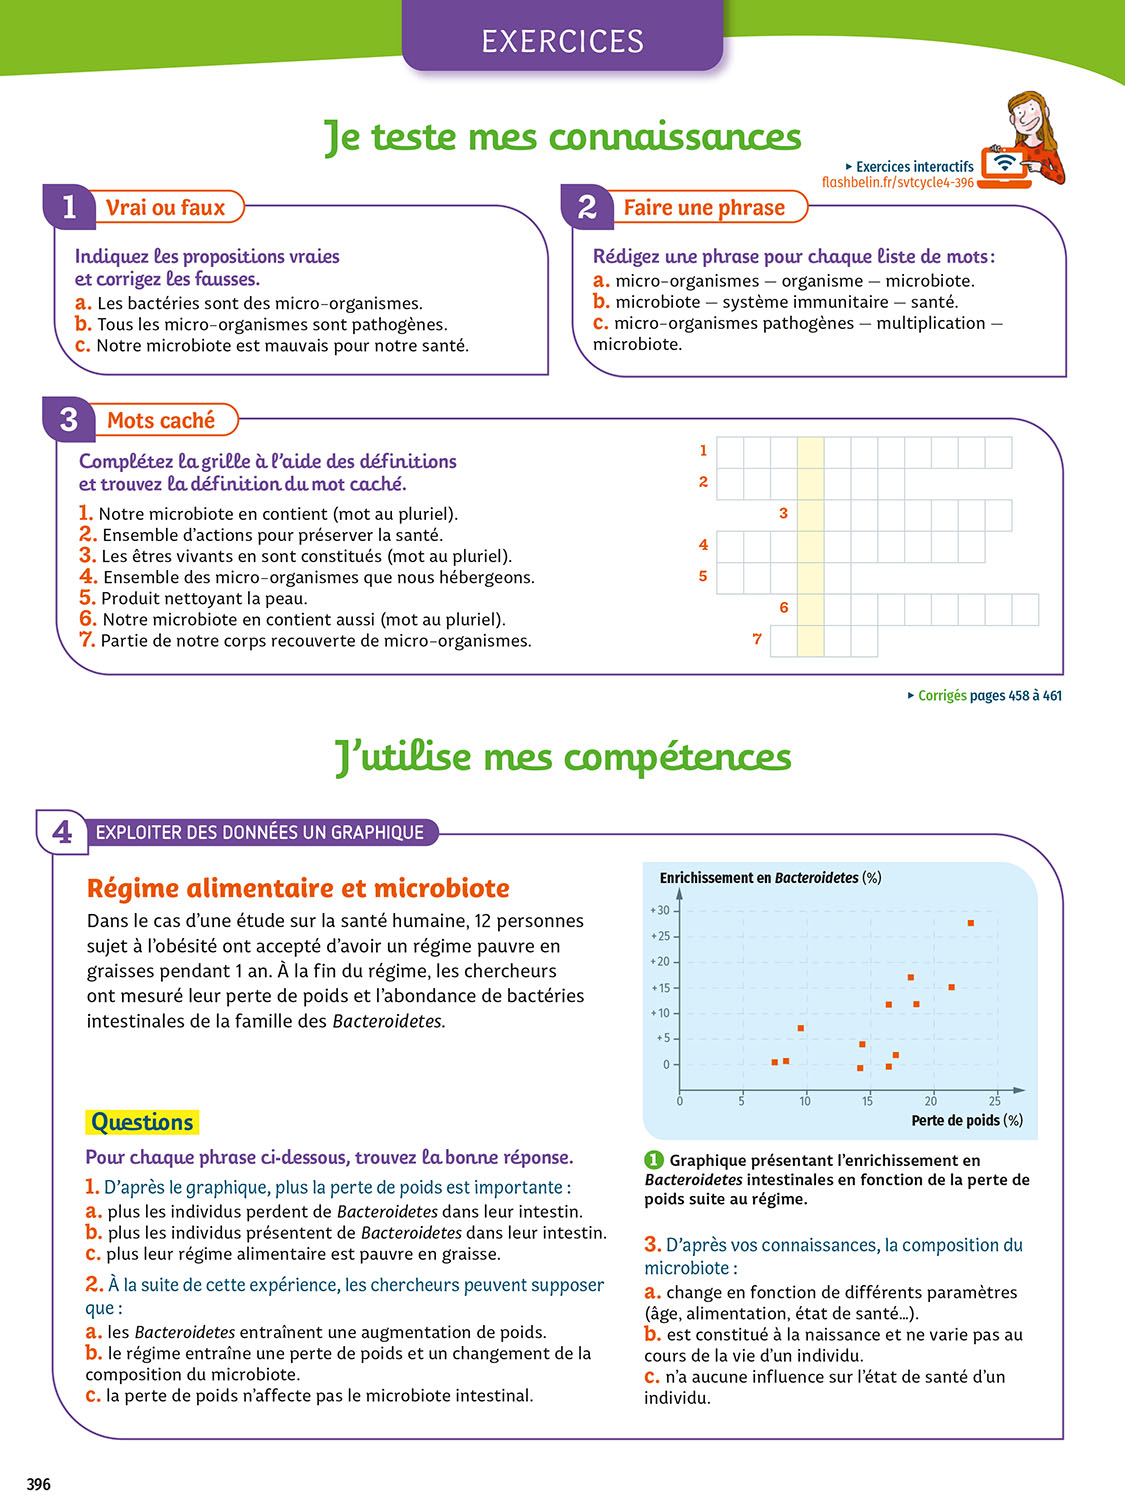 EXERCICES
Je teste mes connaissances
Exercices interactifs
flashbelin.fr/svtcycle4-396
1 Vrai ou faux
Indiquez les propositions vraies
et corrigez les fausses.
a. Les bactéries sont des micro-organismes.
b. Tous les micro-organismes sont pathogènes.
c. Notre microbiote est mauvais pour notre santé.
2 Faire une phrase
Rédigez une phrase pour chaque liste de mots :
a. micro-organismes – organisme – microbiote.
b. microbiote – système immunitaire – santé.
c. micro-organismes pathogènes – multiplication –
microbiote.
3 Mots caché
Complétez la grille à l'aide des définitions
et trouvez la définition du mot caché.
1. Notre microbiote en contient (mot au pluriel).
2. Ensemble d'actions pour préserver la santé.
3. Les êtres vivants en sont constitués (mot au pluriel).
4. Ensemble des micro-organismes que nous hébergeons.
5. Produit nettoyant la peau.
6. Notre microbiote en contient aussi (mot au pluriel).
7. Partie de notre corps recouverte de micro-organismes.
1
2
3
4
5
6
7
Corrigés pages 458 à 461
J'utilise mes compétences
4 EXPLOITER DES DONNÉES UN GRAPHIQUE
Régime alimentaire et microbiote
Dans le cas d'une étude sur la santé humaine, 12 personnes
sujet à l'obésité ont accepté d'avoir un régime pauvre en
graisses pendant 1 an. À la fin du régime, les chercheurs
ont mesuré leur perte de poids et l'abondance de bactéries
intestinales de la famille des Bacteroidetes.
Questions
Pour chaque phrase ci-dessous, trouvez la bonne réponse.
1. D'après le graphique, plus la perte de poids est importante :
a. plus les individus perdent de Bacteroidetes dans leur intestin.
b. plus les individus présentent de Bacteroidetes dans leur intestin.
c. plus leur régime alimentaire est pauvre en graisse.
2. À la suite de cette expérience, les chercheurs peuvent supposer
que :
a. les Bacteroidetes entraînent une augmentation de poids.
b. le régime entraîne une perte de poids et un changement de la
composition du microbiote.
c. la perte de poids n'affecte pas le microbiote intestinal.
Enrichissement en Bacteroidetes (%)
+30
+25
+20
+15
+10
+5
0
0 5 10 15 20 25
Perte de poids (%)
1 Graphique présentant l'enrichissement en
Bacteroidetes intestinales en fonction de la perte de
poids suite au régime.
3. D'après vos connaissances, la composition du
microbiote :
a. change en fonction de différents paramètres
(âge, alimentation, état de santé…).
b. est constitué à la naissance et ne varie pas au
cours de la vie d'un individu.
c. n'a aucune influence sur l'état de santé d'un
individu.
396